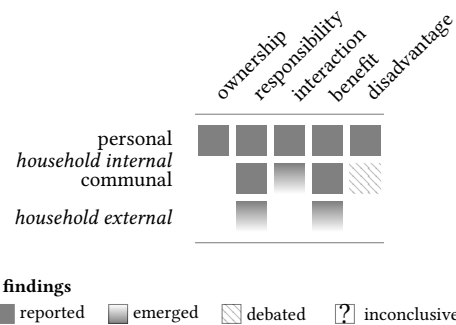 ownership
responsibility
interaction
benefit
disadvantage
personal
household internal
communal
household external
findings
reported emerged debated ? inconclusive